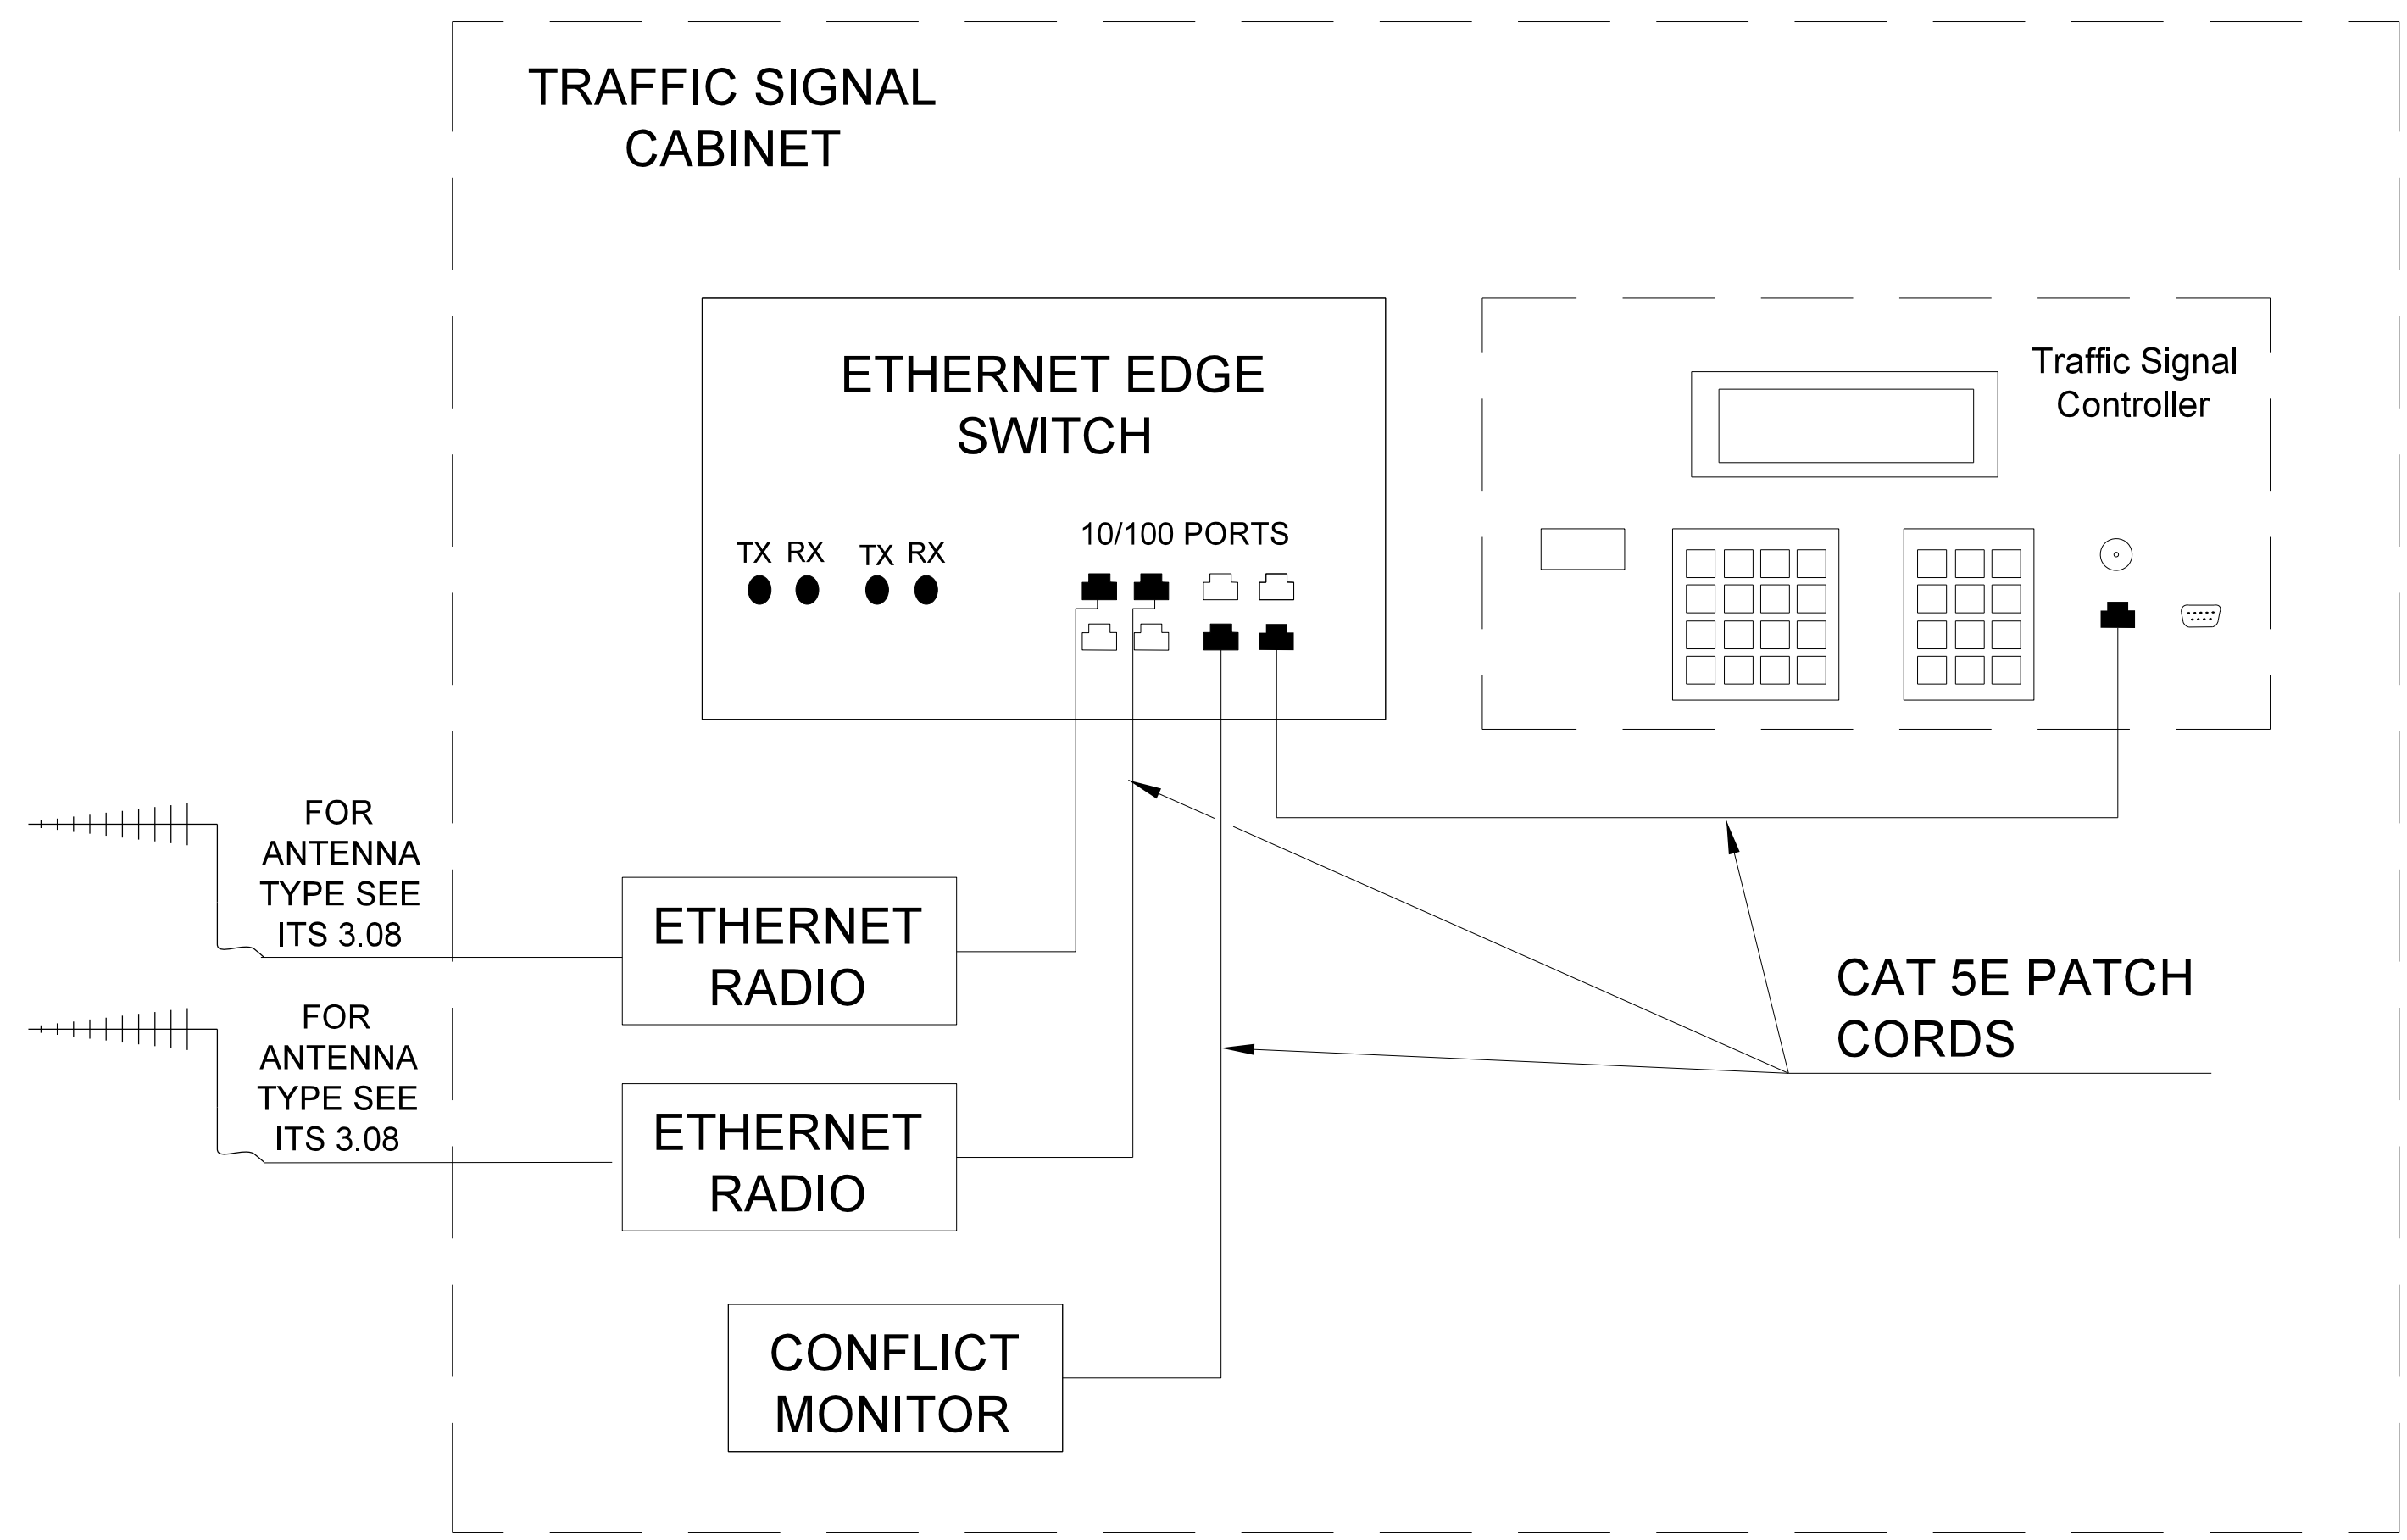 TRAFFIC SIGNAL
CABINET
ETHERNET EDGE
SWITCH
Traffic Signal
Controller
10/100 PORTS
TX RX TX RX
FOR
ANTENNA
TYPE SEE
ITS 3.08
ETHERNET
RADIO
CAT 5E PATCH
CORDS
FOR
ANTENNA
TYPE SEE
ITS 3.08
ETHERNET
RADIO
CONFLICT
MONITOR